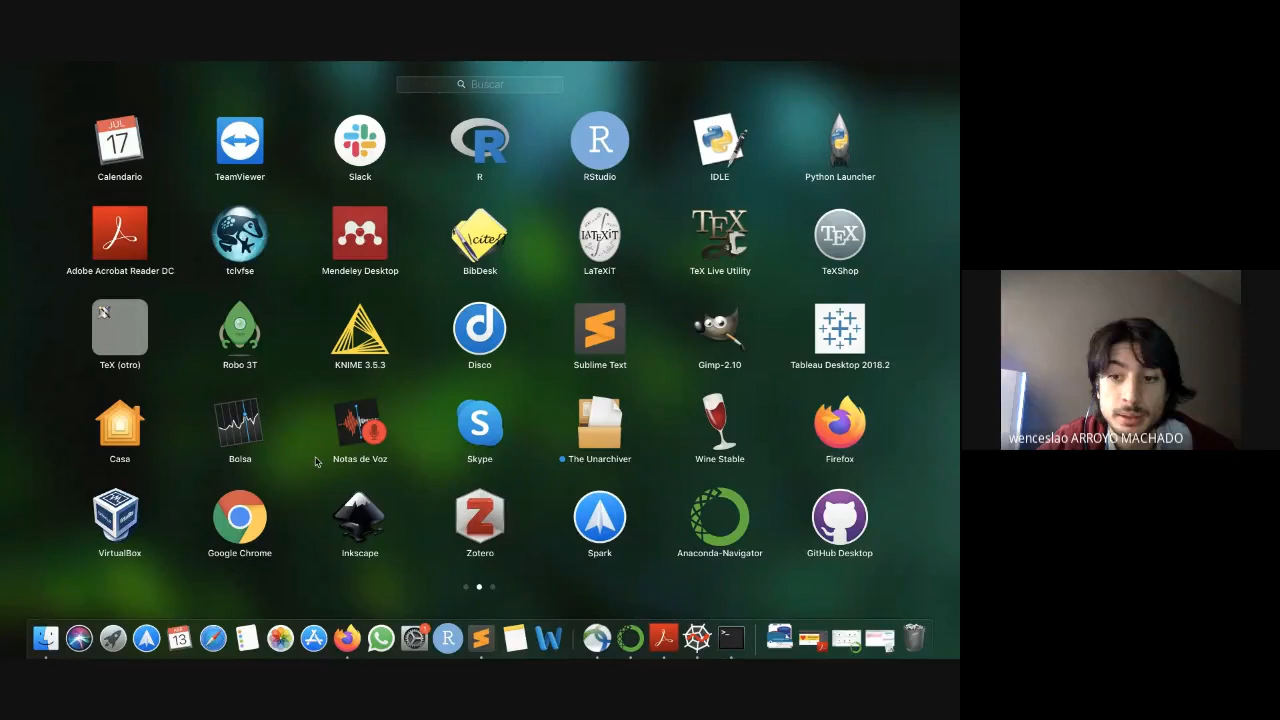 Buscar
JUL
17
Calendario
TeamViewer
Slack
R
R
R
RStudio
IDLE
Python Launcher
Adobe Acrobat Reader DC
tclvfse
Mendeley Desktop
\cite{}
BibDesk
LATEXiT
LaTeXiT
TEX
TeX Live Utility
TEX
TeXShop
TeX (otro)
Robo 3T
KNIME 3.5.3
d
Disco
S
Sublime Text
Gimp-2.10
Tableau Desktop 2018.2
Casa
Bolsa
Notas de Voz
S
Skype
The Unarchiver
Wine Stable
Firefox
wenceslao ARROYO MACHADO
VirtualBox
Google Chrome
Inkscape
Z
Zotero
Spark
Anaconda-Navigator
GitHub Desktop
13
1
R
W